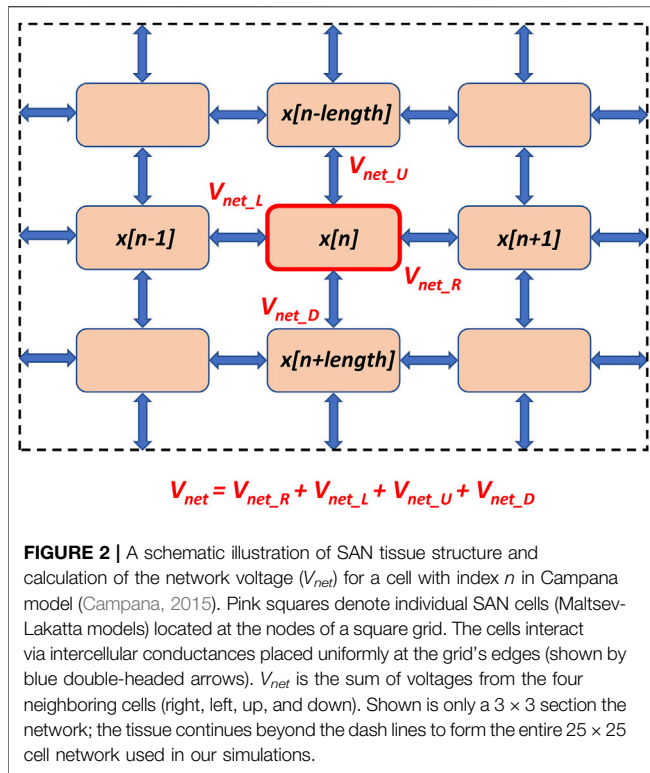 x[n-length]
V_net_U
V_net_L
x[n-1]
x[n]
x[n+1]
V_net_R
V_net_D
x[n+length]
V_net = V_net_R + V_net_L + V_net_U + V_net_D
FIGURE 2 | A schematic illustration of SAN tissue structure and
calculation of the network voltage (V_net) for a cell with index n in Campana
model (Campana, 2015). Pink squares denote individual SAN cells (Maltsev-
Lakatta models) located at the nodes of a square grid. The cells interact
via intercellular conductances placed uniformly at the grid's edges (shown by
blue double-headed arrows). V_net is the sum of voltages from the four
neighboring cells (right, left, up, and down). Shown is only a 3 × 3 section the
network; the tissue continues beyond the dash lines to form the entire 25 × 25
cell network used in our simulations.